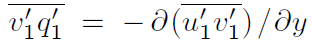 $\overline{v_1' q_1'} = -\partial(\overline{u_1' v_1'})/\partial y$